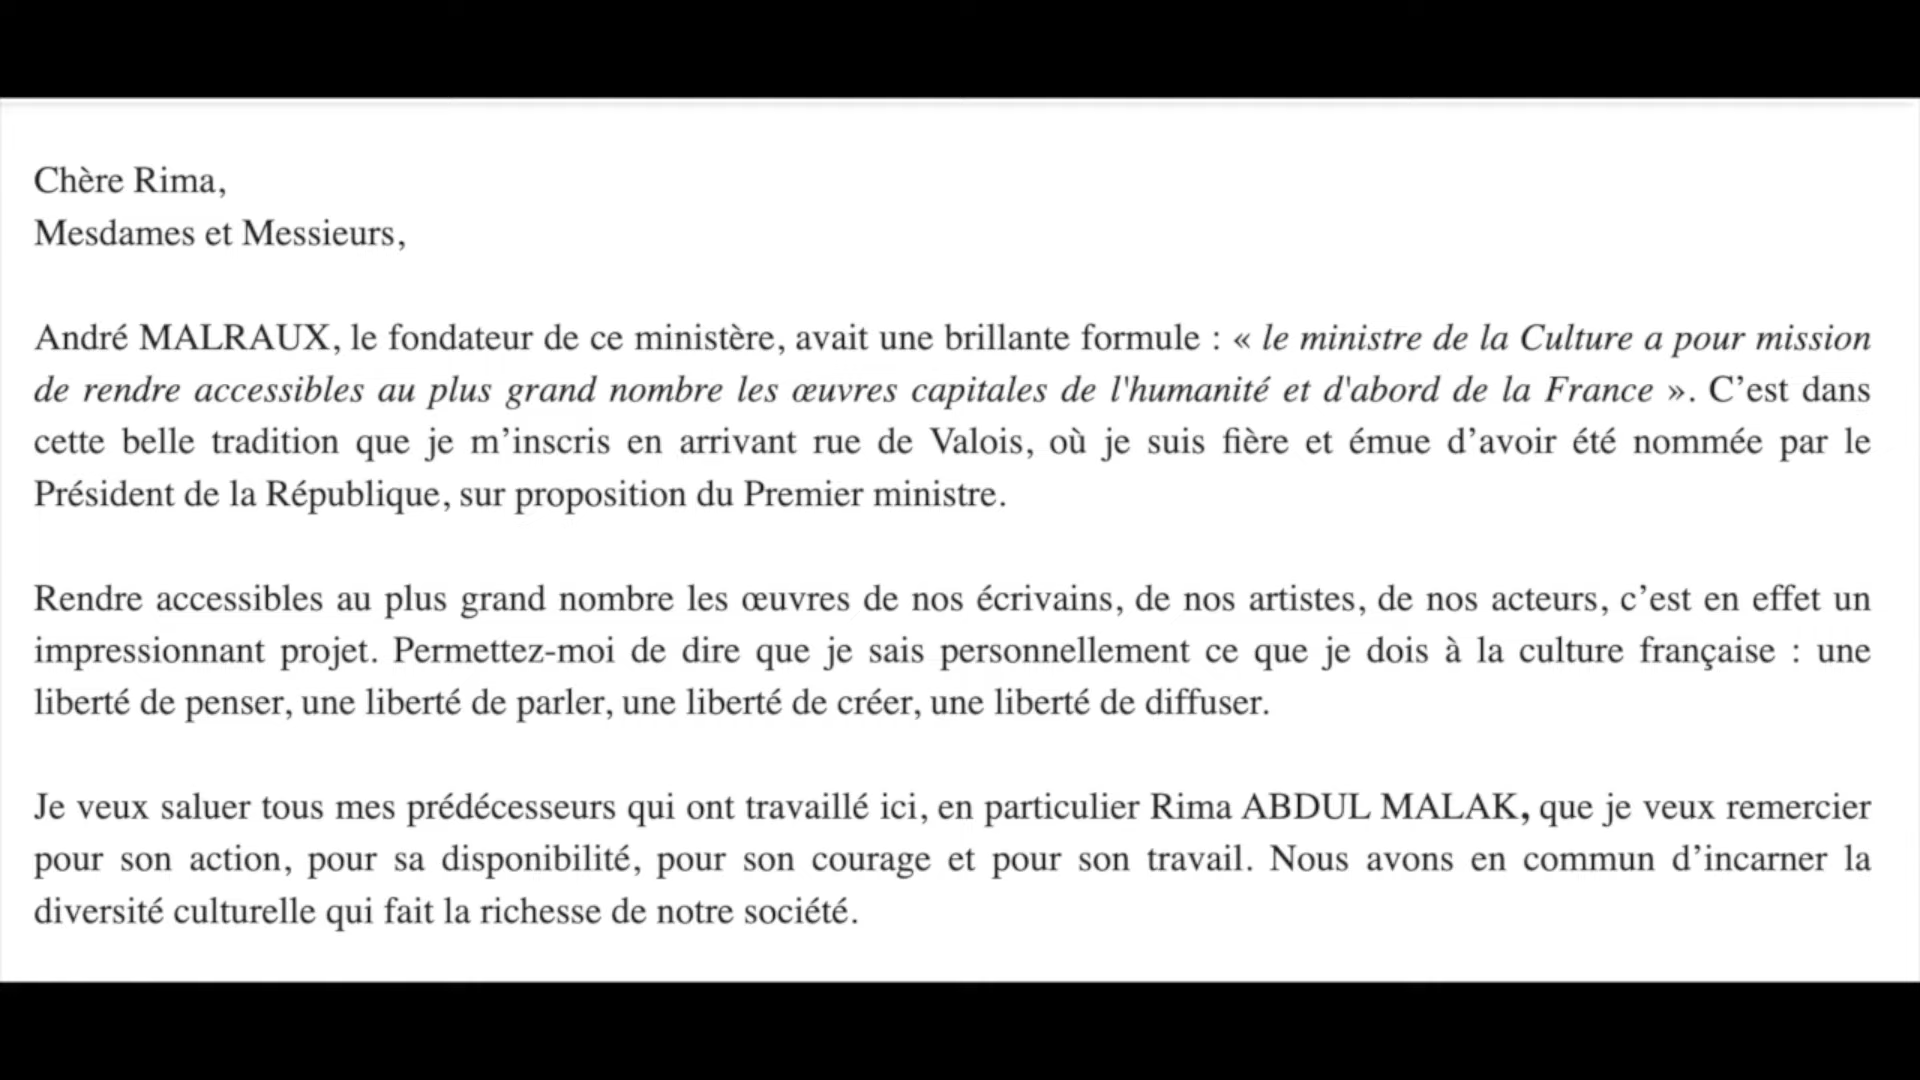 Chère Rima,
Mesdames et Messieurs,
André MALRAUX, le fondateur de ce ministère, avait une brillante formule : « le ministre de la Culture a pour mission
de rendre accessibles au plus grand nombre les œuvres capitales de l'humanité et d'abord de la France ». C’est dans
cette belle tradition que je m’inscris en arrivant rue de Valois, où je suis fière et émue d’avoir été nommée par le
Président de la République, sur proposition du Premier ministre.
Rendre accessibles au plus grand nombre les œuvres de nos écrivains, de nos artistes, de nos acteurs, c’est en effet un
impressionnant projet. Permettez-moi de dire que je sais personnellement ce que je dois à la culture française : une
liberté de penser, une liberté de parler, une liberté de créer, une liberté de diffuser.
Je veux saluer tous mes prédécesseurs qui ont travaillé ici, en particulier Rima ABDUL MALAK, que je veux remercier
pour son action, pour sa disponibilité, pour son courage et pour son travail. Nous avons en commun d’incarner la
diversité culturelle qui fait la richesse de notre société.